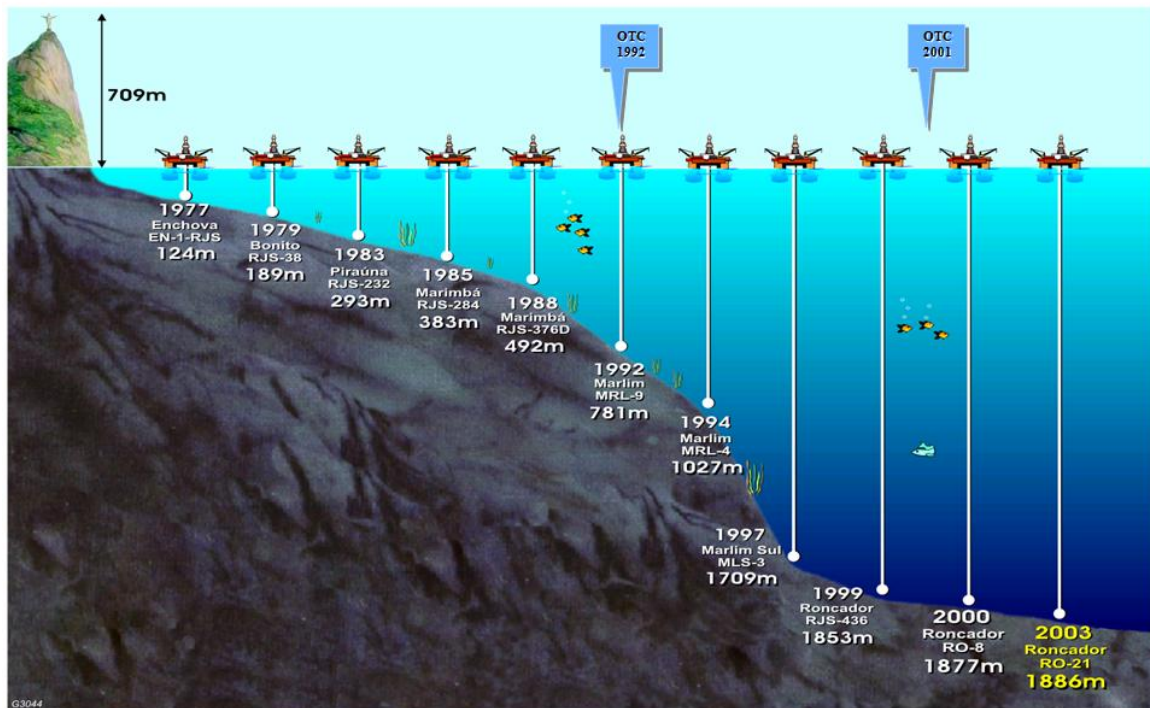 OTC
1992
OTC
2001
709m
1977
Enchova
EN-1-RJS
124m
1979
Bonito
RJS-38
189m
1983
Piraúna
RJS-232
293m
1985
Marimbá
RJS-284
383m
1988
Marimbá
RJS-376D
492m
1992
Marlim
MRL-9
781m
1994
Marlim
MRL-4
1027m
1997
Marlim Sul
MLS-3
1709m
1999
Roncador
RJS-436
1853m
2000
Roncador
RO-8
1877m
2003
Roncador
RO-21
1886m
G3044